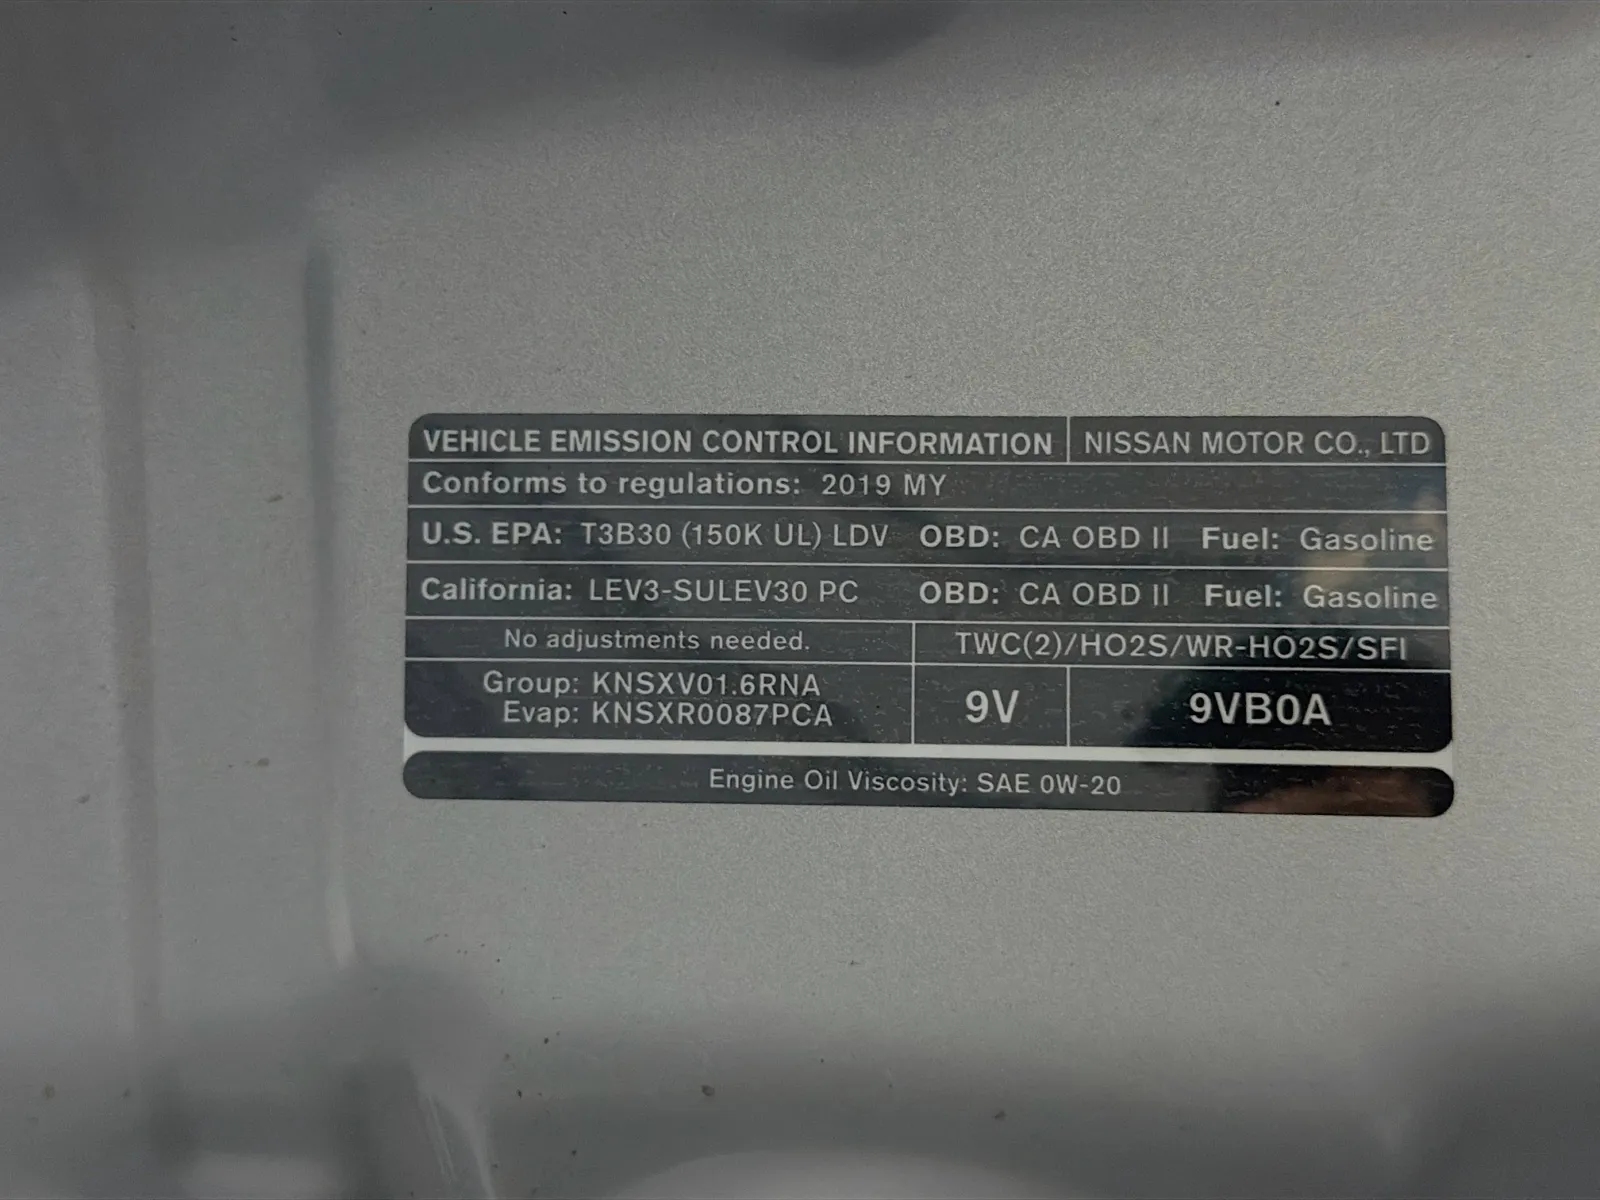 VEHICLE EMISSION CONTROL INFORMATION NISSAN MOTOR CO., LTD
Conforms to regulations: 2019 MY
U.S. EPA: T3B30 (150K UL) LDV OBD: CA OBD II Fuel: Gasoline
California: LEV3-SULEV30 PC OBD: CA OBD II Fuel: Gasoline
No adjustments needed. TWC(2)/HO2S/WR-HO2S/SFI
Group: KNSXV01.6RNA
Evap: KNSXR0087PCA
9V 9VB0A
Engine Oil Viscosity: SAE 0W-20